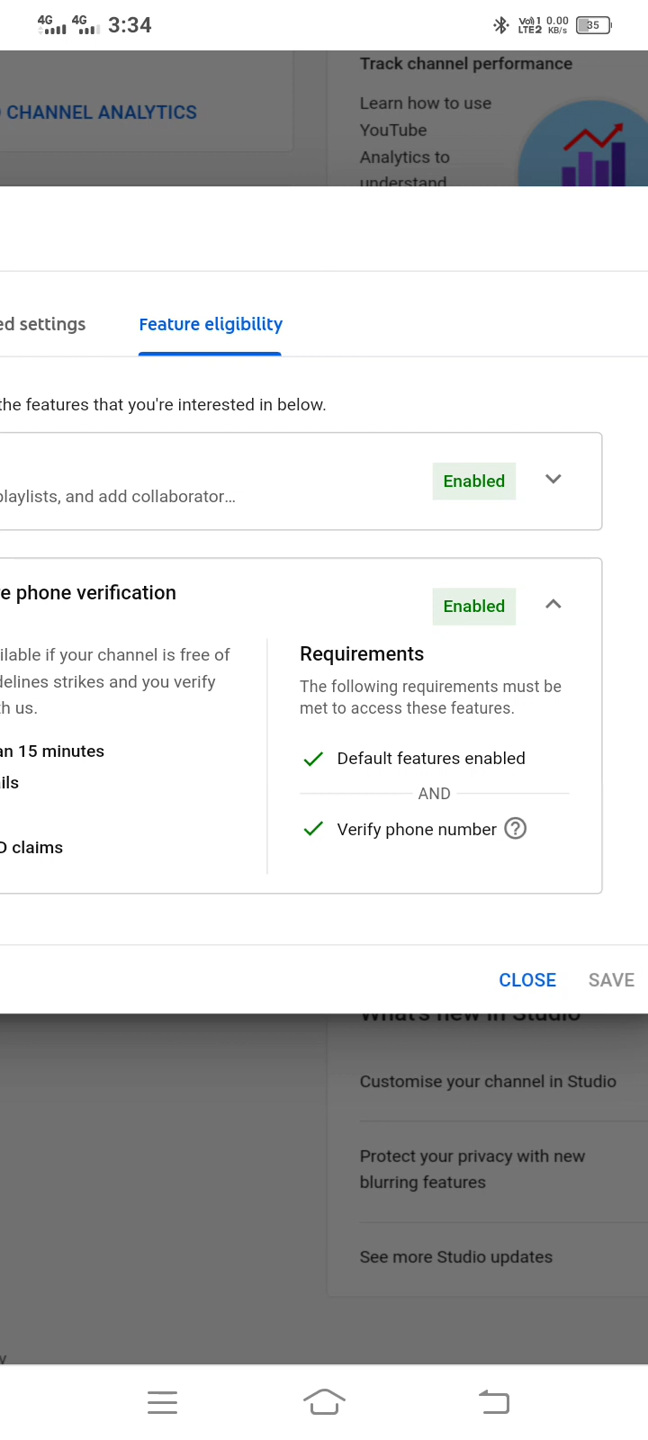 4G 4G 3:34 Vo) 1 LTE2 0.00 KB/s 35
Track channel performance
Learn how to use
YouTube
Analytics to
understand
CHANNEL ANALYTICS
ed settings
Feature eligibility
the features that you're interested in below.
playlists, and add collaborator…
Enabled
e phone verification
Enabled
ilable if your channel is free of
delines strikes and you verify
th us.
an 15 minutes
ils
D claims
Requirements
The following requirements must be
met to access these features.
Default features enabled
AND
Verify phone number ?
CLOSE SAVE
What's new in Studio
Customise your channel in Studio
Protect your privacy with new
blurring features
See more Studio updates
y